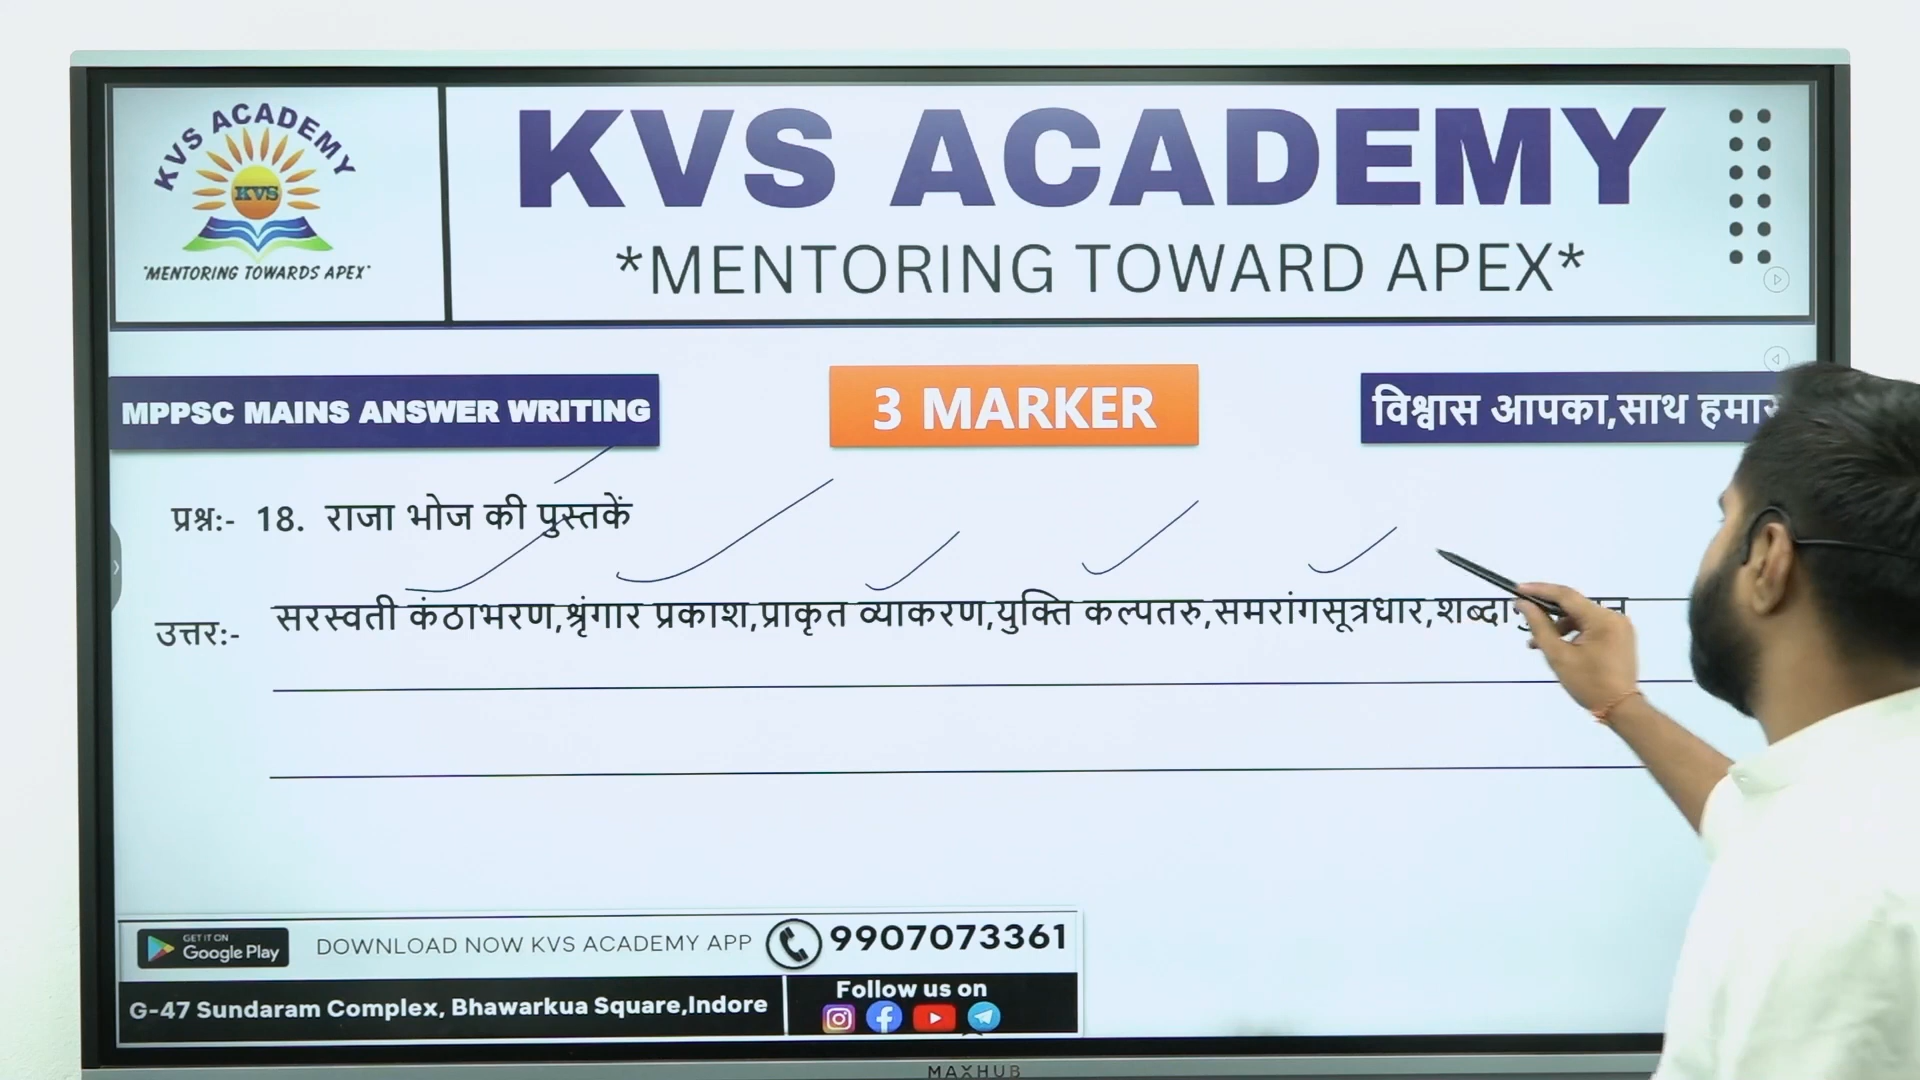 KVS ACADEMY
KVS
"MENTORING TOWARDS APEX"
KVS ACADEMY
*MENTORING TOWARD APEX*
MPPSC MAINS ANSWER WRITING
3 MARKER
विश्वास आपका,साथ
प्रश्न:- 18. राजा भोज की पुस्तकें
उत्तर:- सरस्वती कंठाभरण,श्रृंगार प्रकाश,प्राकृत व्याकरण,युक्ति कल्पतरु,समरांगसूत्रधार,
GET IT ON
Google Play
DOWNLOAD NOW KVS ACADEMY APP
9907073361
G-47 Sundaram Complex, Bhawarkua Square,Indore
Follow us on
MAXHUB